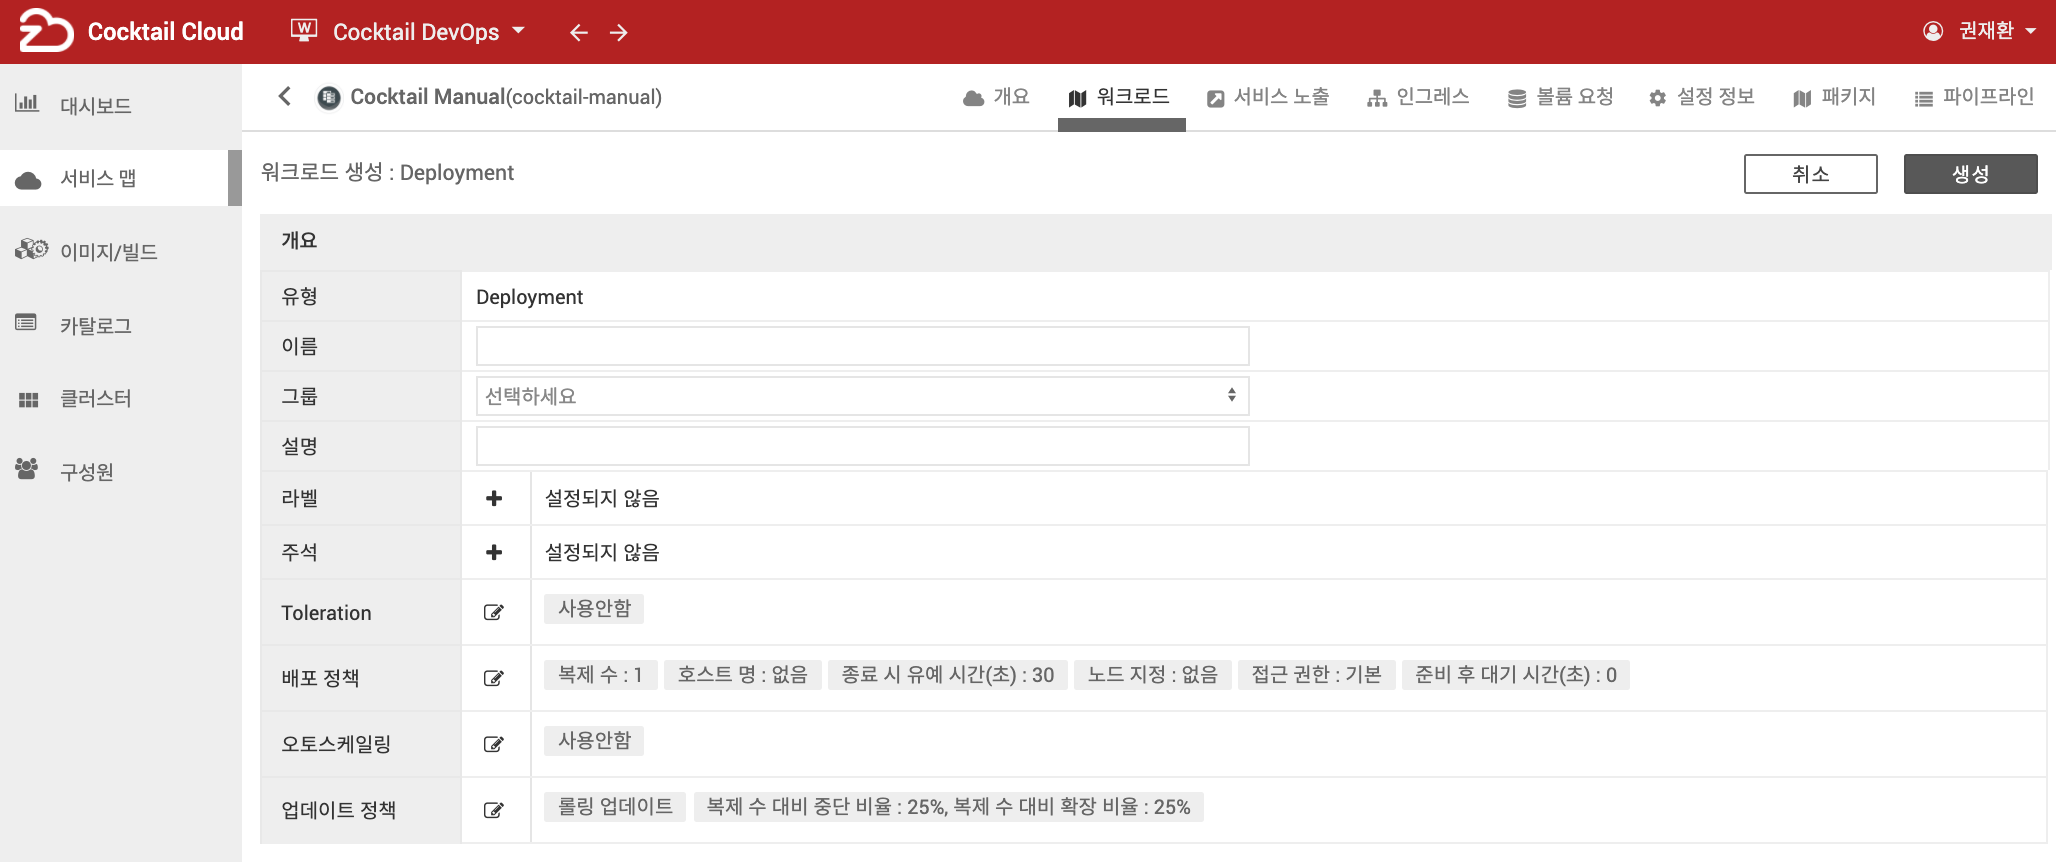 Cocktail Cloud
W Cocktail DevOps
권재환
대시보드
서비스 맵
이미지/빌드
카탈로그
클러스터
구성원
Cocktail Manual(cocktail-manual)
개요
워크로드
서비스 노출
인그레스
볼륨 요청
설정 정보
패키지
파이프라인
워크로드 생성 : Deployment
취소
생성
개요
유형 Deployment
이름
그룹 선택하세요
설명
라벨 설정되지 않음
주석 설정되지 않음
Toleration 사용안함
배포 정책 복제 수 : 1 호스트 명 : 없음 종료 시 유예 시간(초) : 30 노드 지정 : 없음 접근 권한 : 기본 준비 후 대기 시간(초) : 0
오토스케일링 사용안함
업데이트 정책 롤링 업데이트 복제 수 대비 중단 비율 : 25%, 복제 수 대비 확장 비율 : 25%